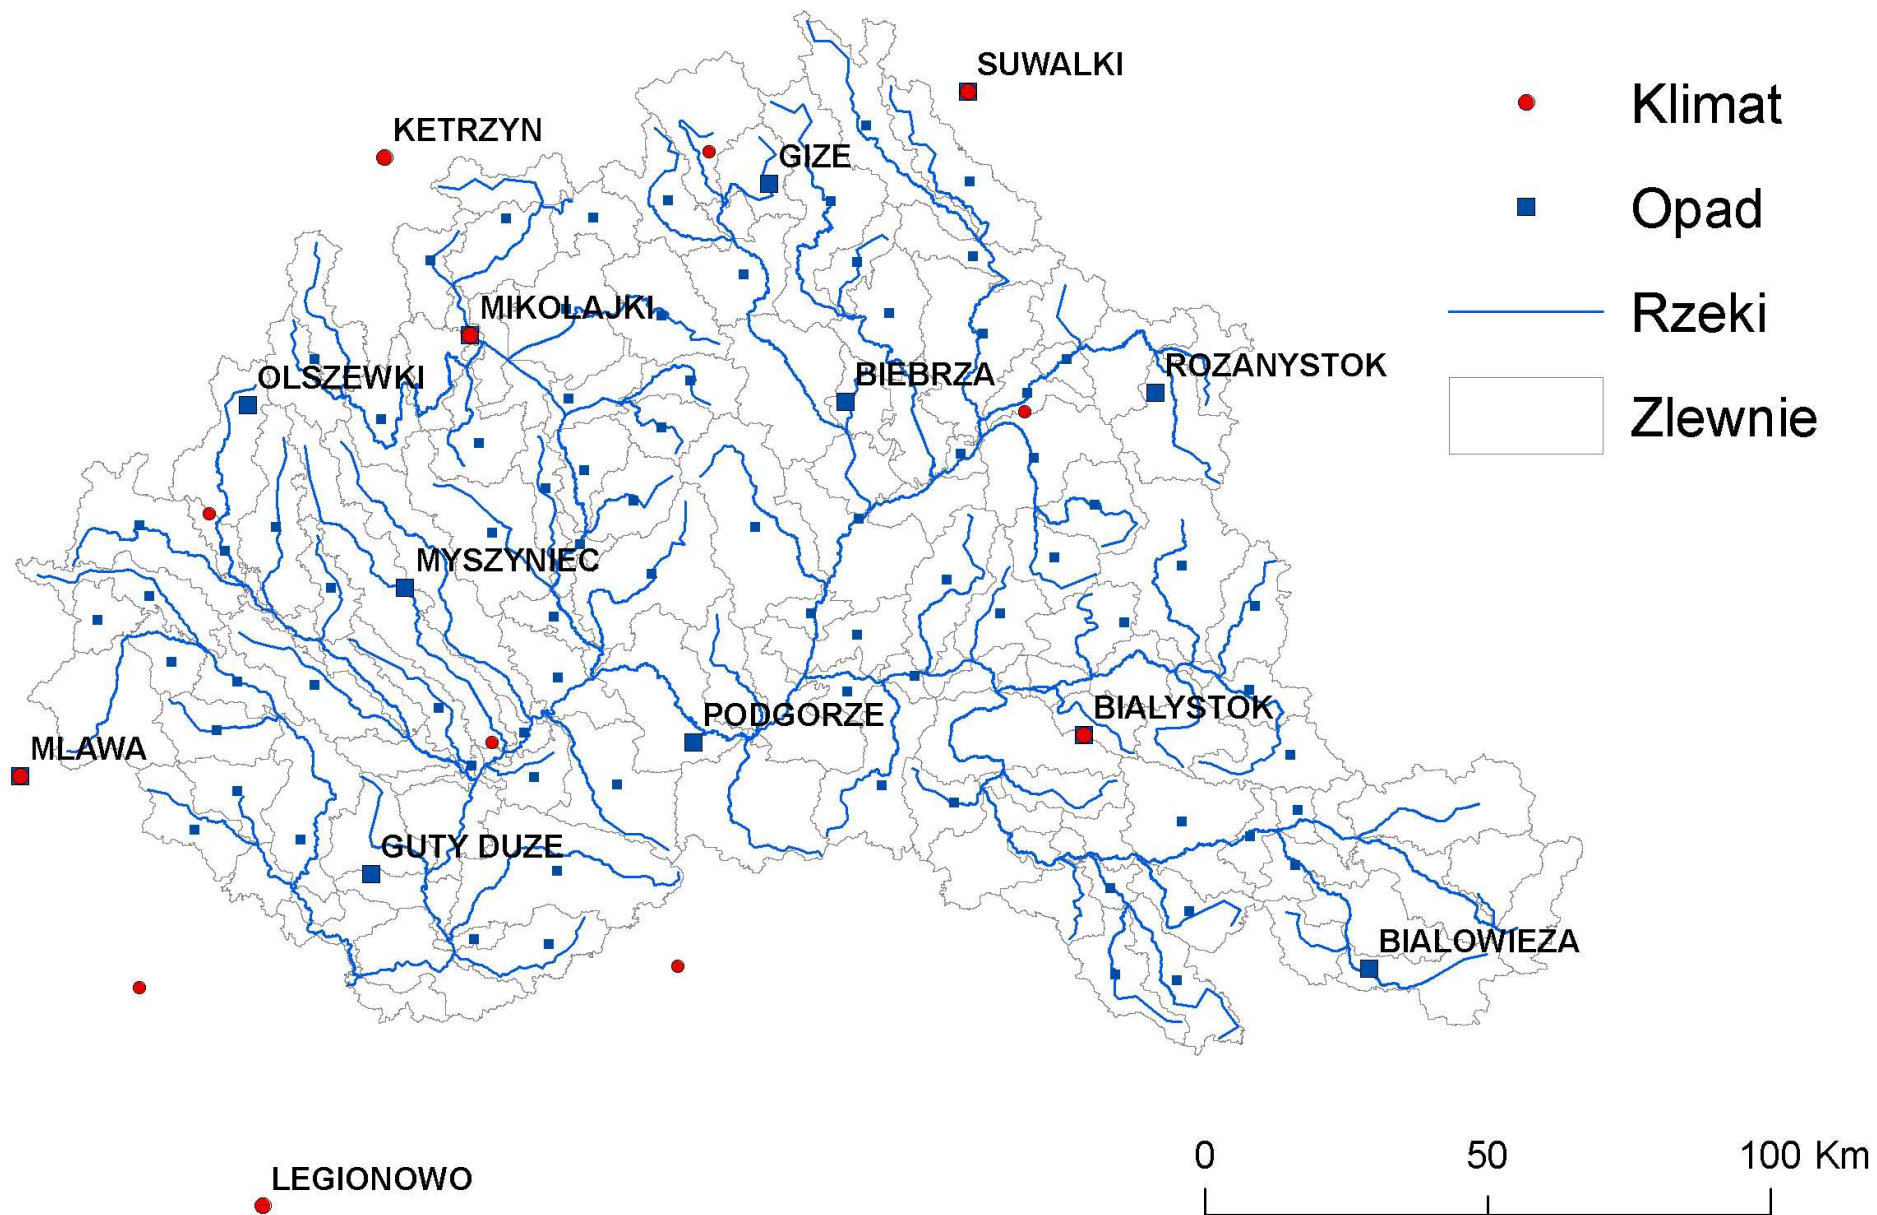 SUWALKI
Klimat
KETRZYN
GIZE
Opad
MIKOLAJKI
Rzeki
OLSZEWKI
BIEBRZA
ROZANYSTOK
Zlewnie
MYSZYNIEC
PODGORZE
BIALYSTOK
MLAWA
GUTY DUZE
BIALOWIEZA
LEGIONOWO
0 50 100 Km